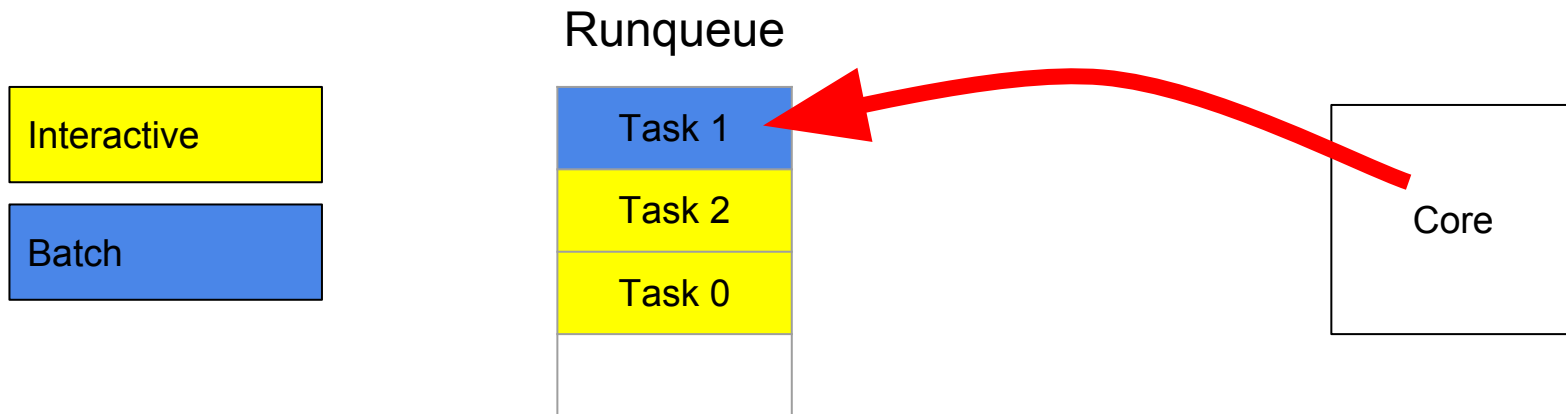 Runqueue
Interactive
Batch
Task 1
Task 2
Task 0
Core